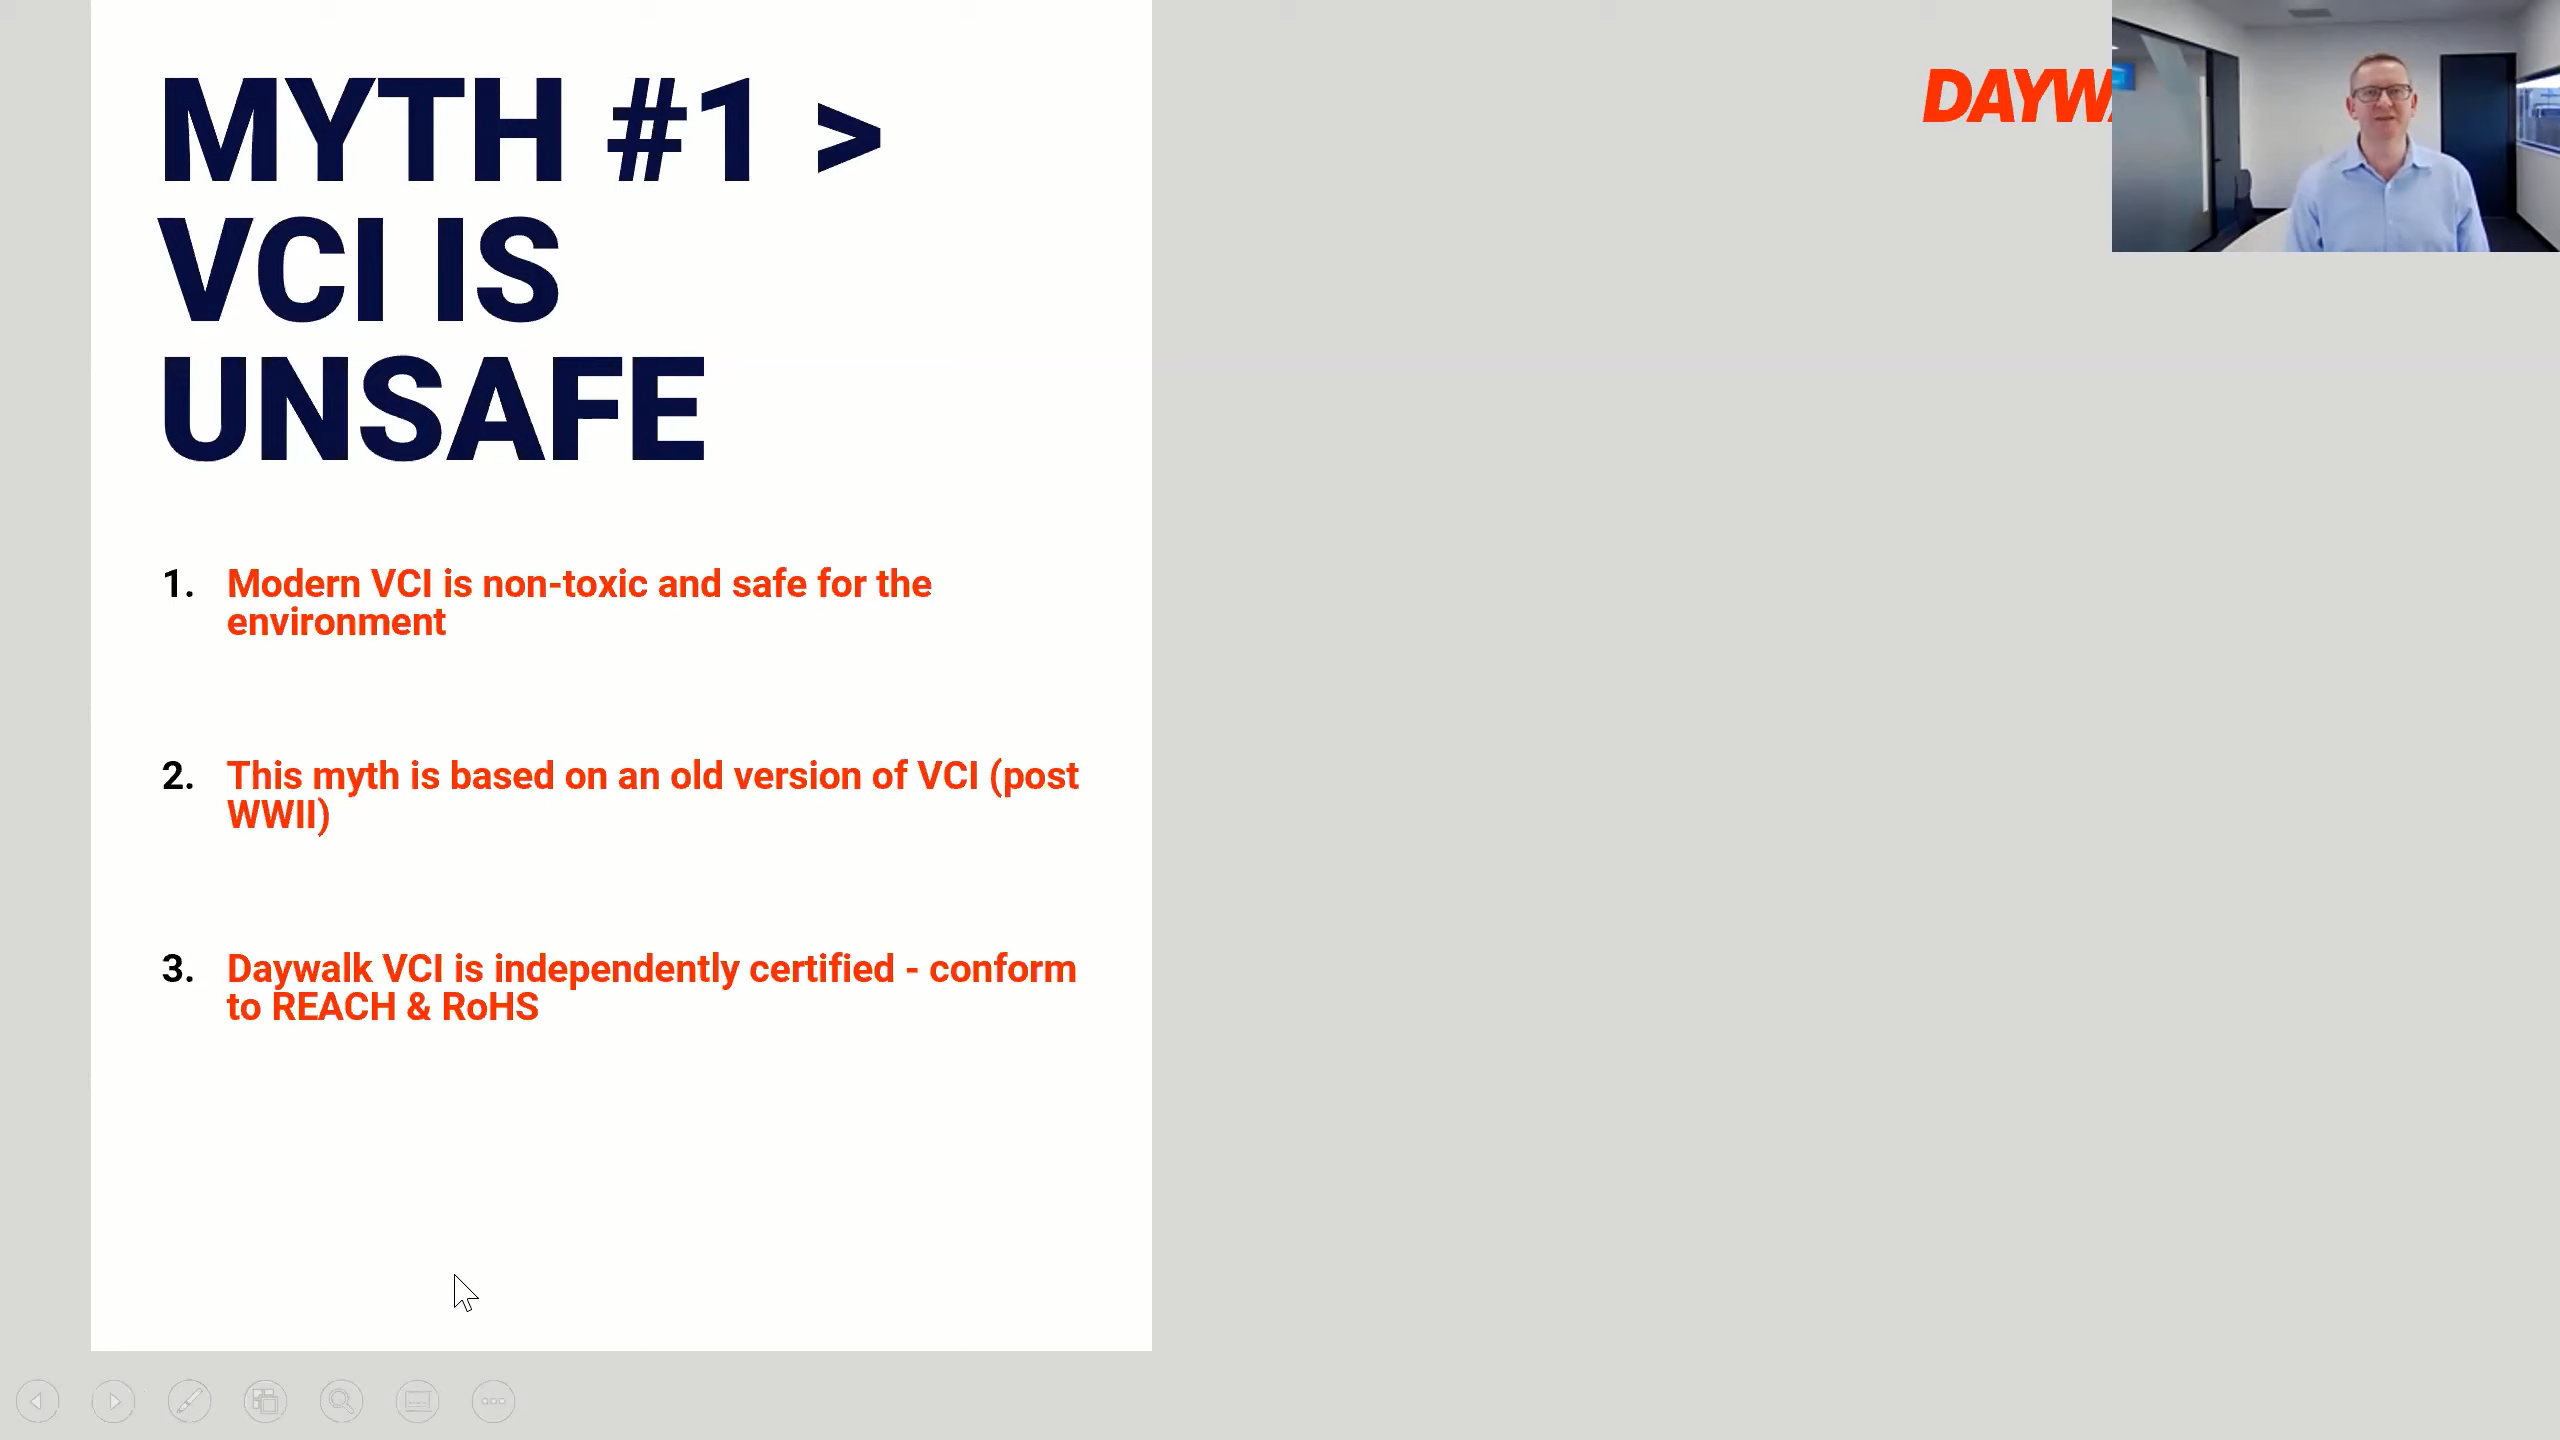 MYTH #1 >
VCI IS
UNSAFE
DAYW
1. Modern VCI is non-toxic and safe for the
environment
2. This myth is based on an old version of VCI (post
WWII)
3. Daywalk VCI is independently certified - conform
to REACH & RoHS